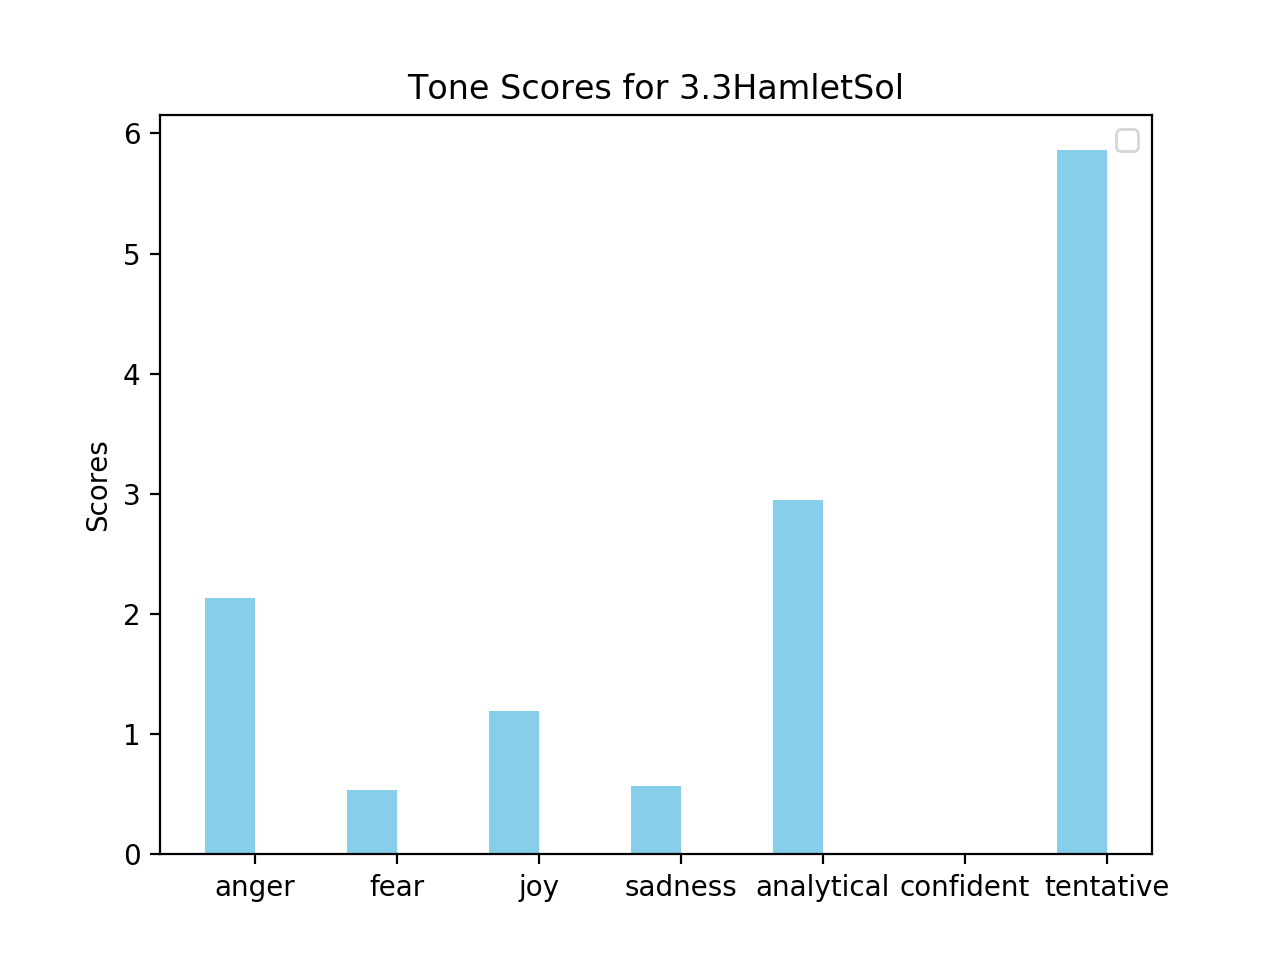 Tone Scores for 3.3HamletSol
6
5
4
3
2
1
0
Scores
anger fear joy sadness analytical confident tentative